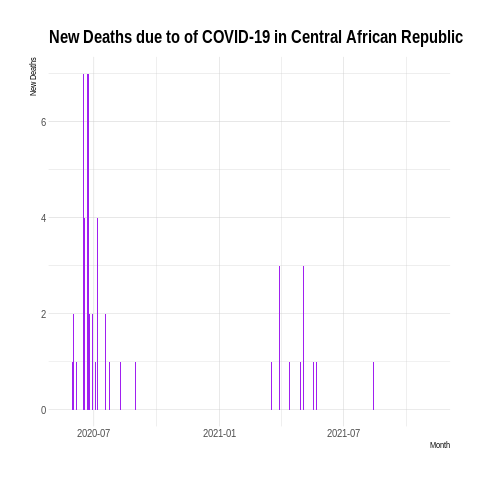 New Deaths due to of COVID-19 in Central African Republic
New Deaths
6
4
2
0
2020-07
2021-01
2021-07
Month